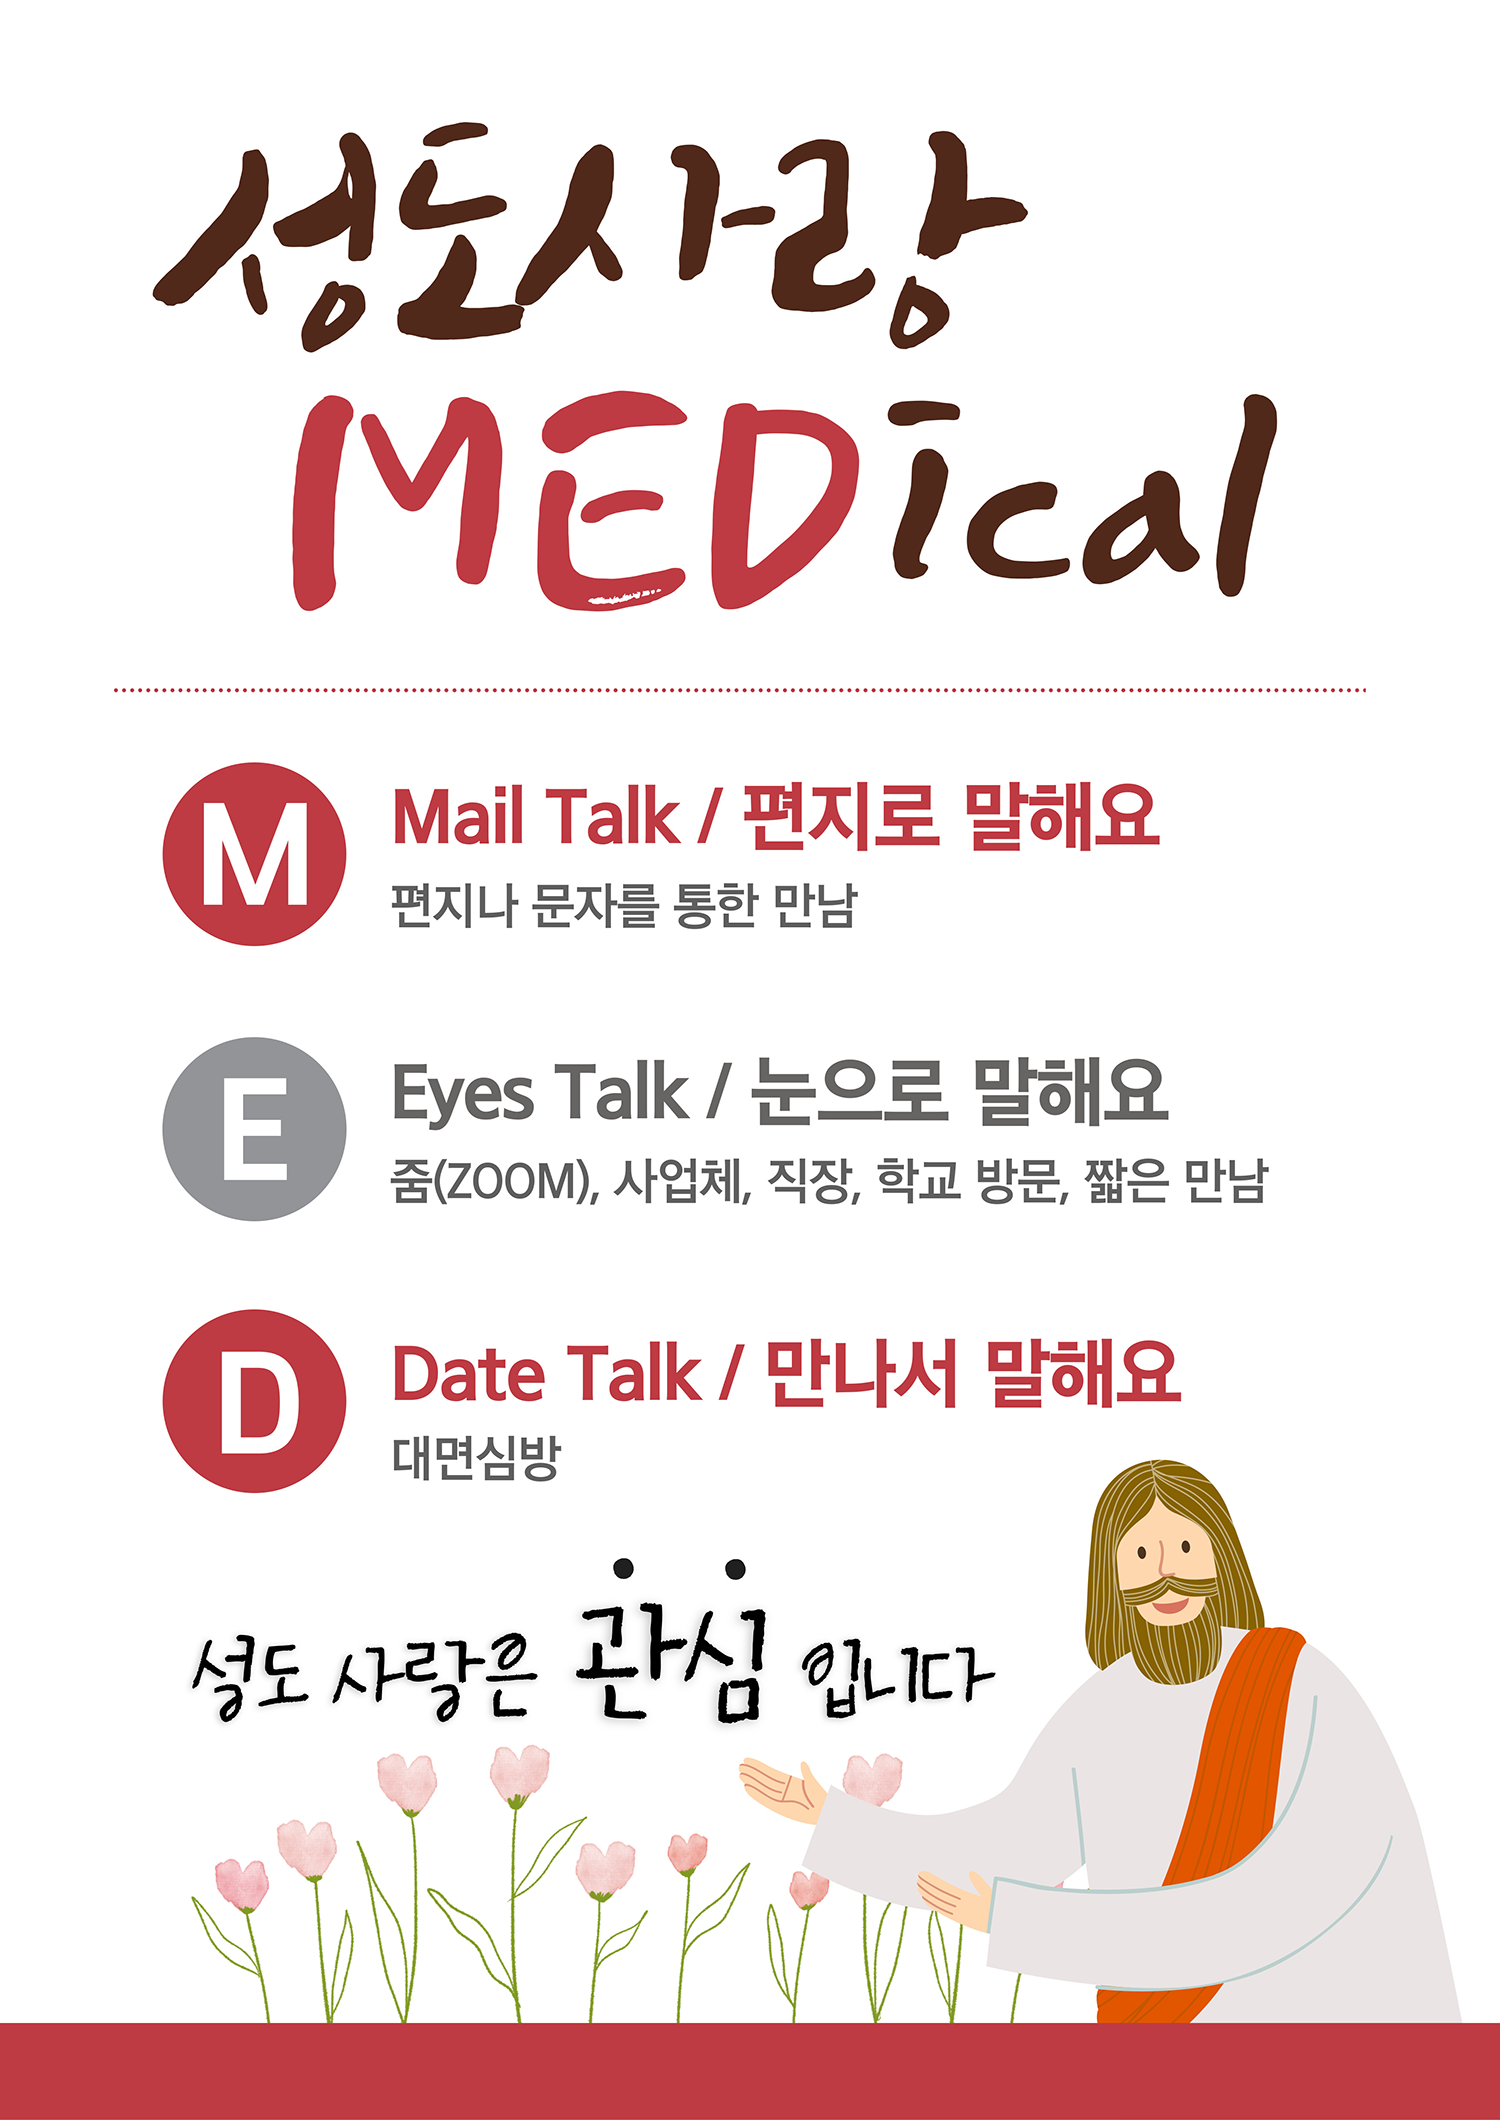 성도사랑
MEDical
M
Mail Talk / 편지로 말해요
편지나 문자를 통한 만남
E
Eyes Talk / 눈으로 말해요
줌(ZOOM), 사업체, 직장, 학교 방문, 짧은 만남
D
Date Talk / 만나서 말해요
대면심방
성도 사랑은 관심 입니다